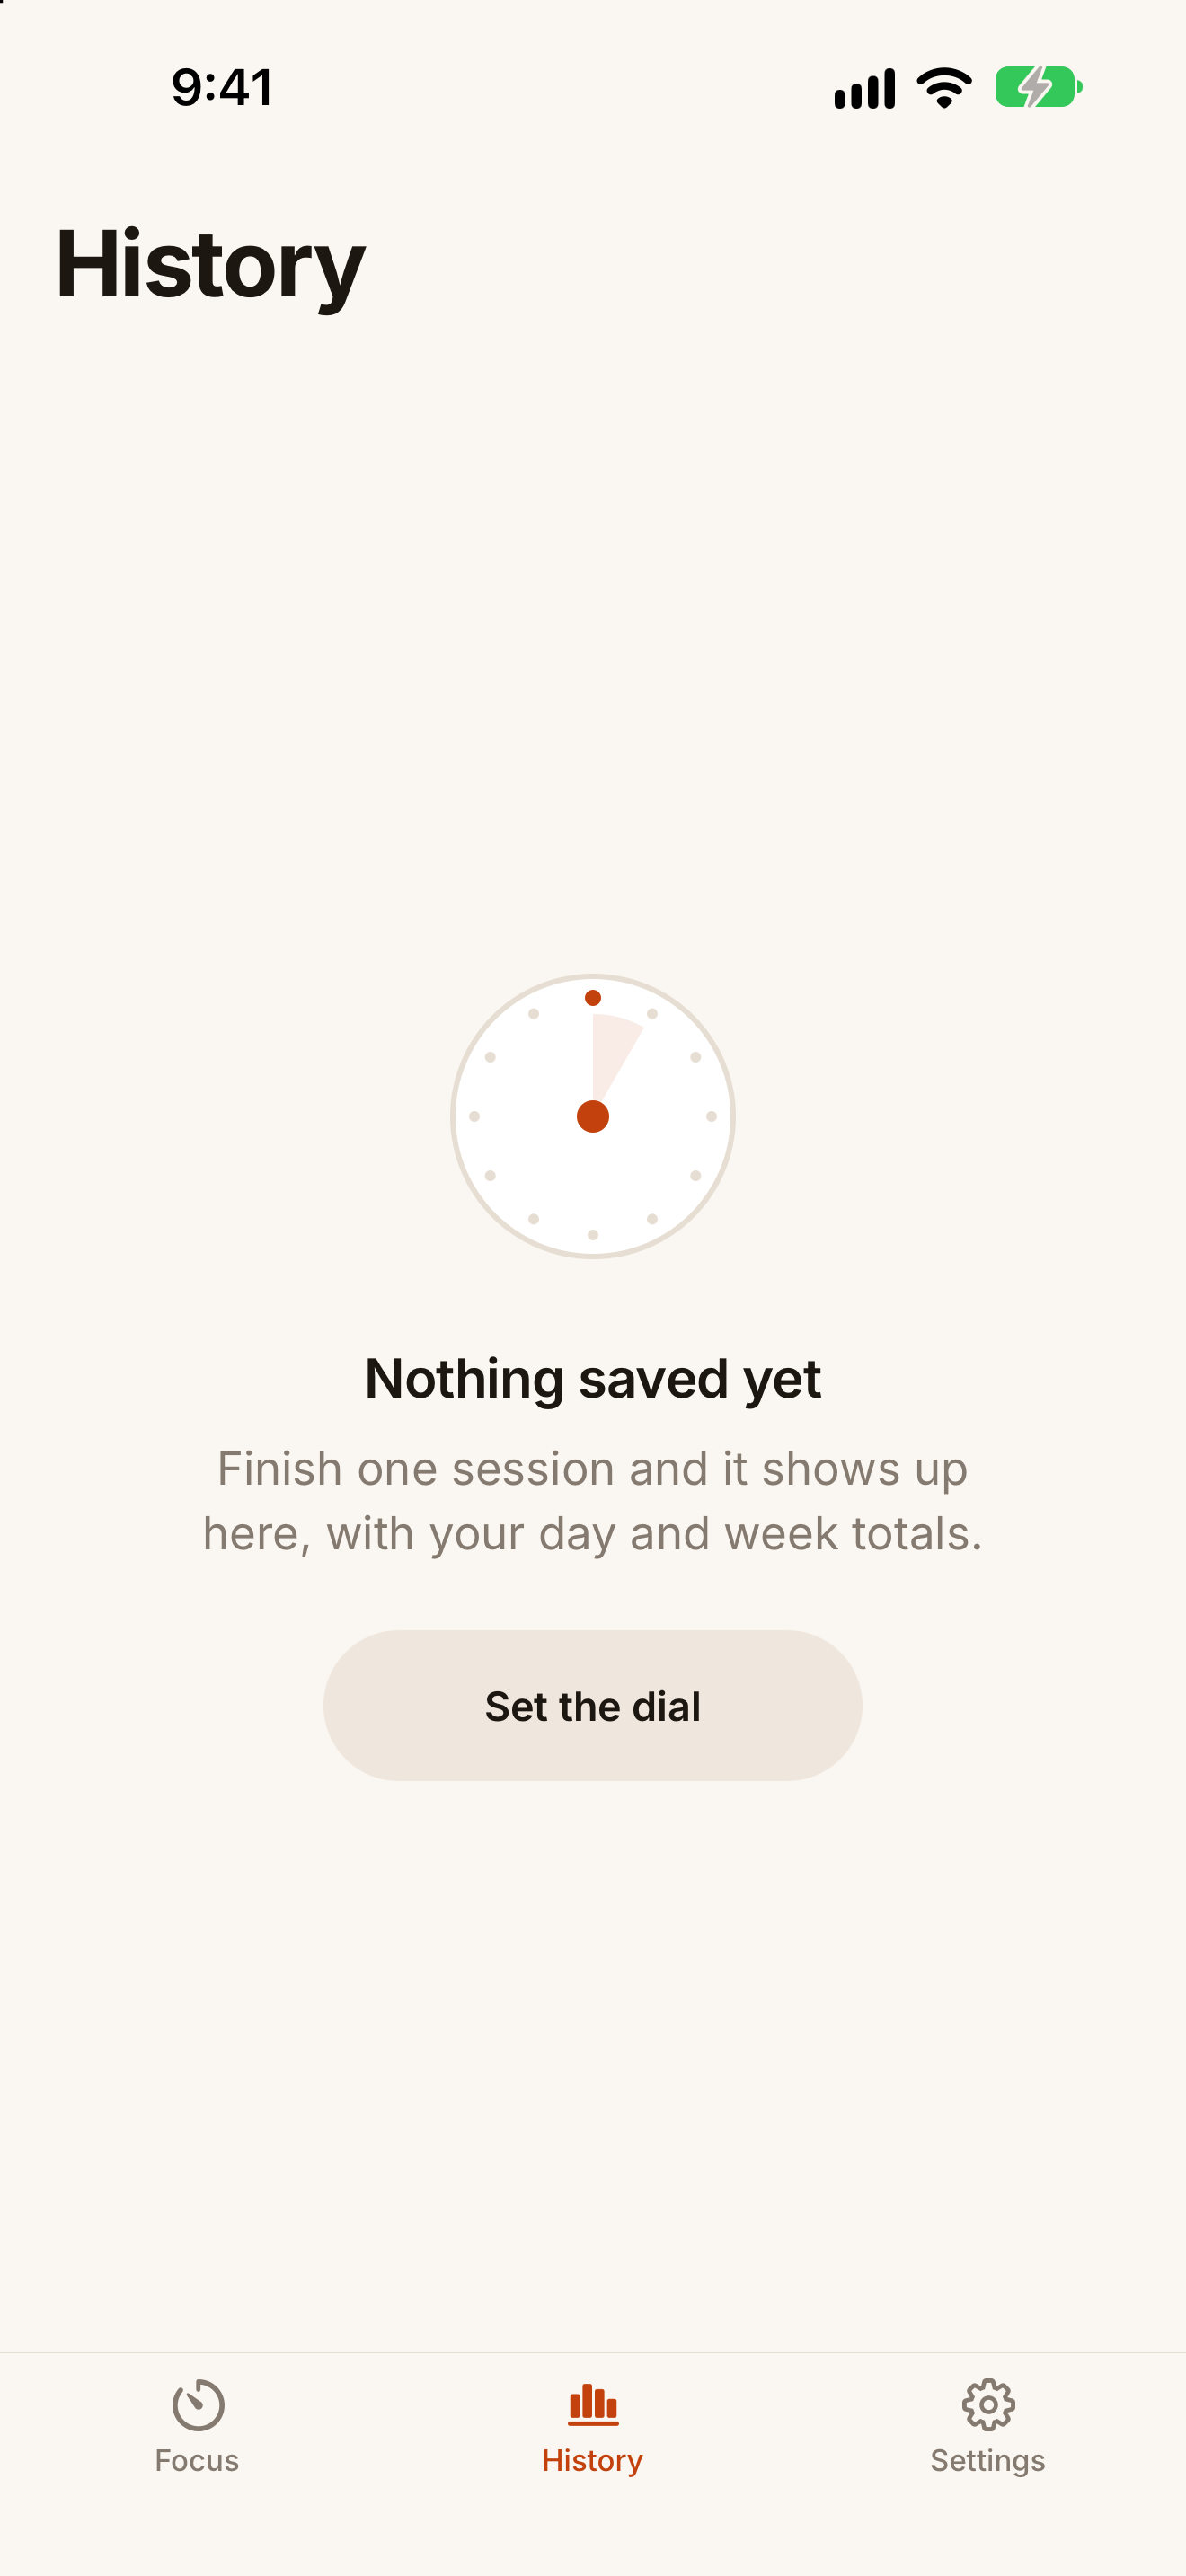 9:41
History
Nothing saved yet
Finish one session and it shows up
here, with your day and week totals.
Set the dial
Focus
History
Settings